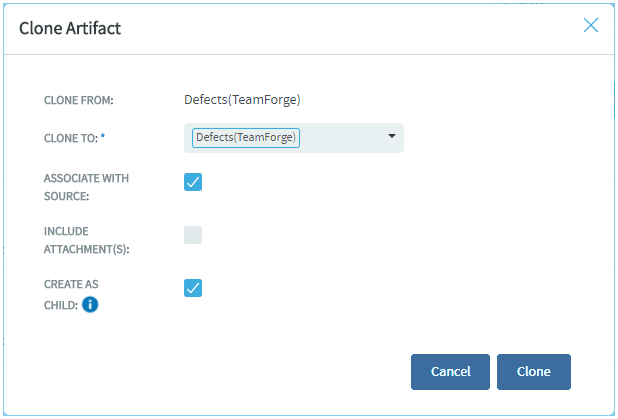 Clone Artifact
CLONE FROM: Defects(TeamForge)
CLONE TO: * Defects(TeamForge)
ASSOCIATE WITH
SOURCE:
INCLUDE
ATTACHMENT(S):
CREATE AS
CHILD: i
Cancel Clone